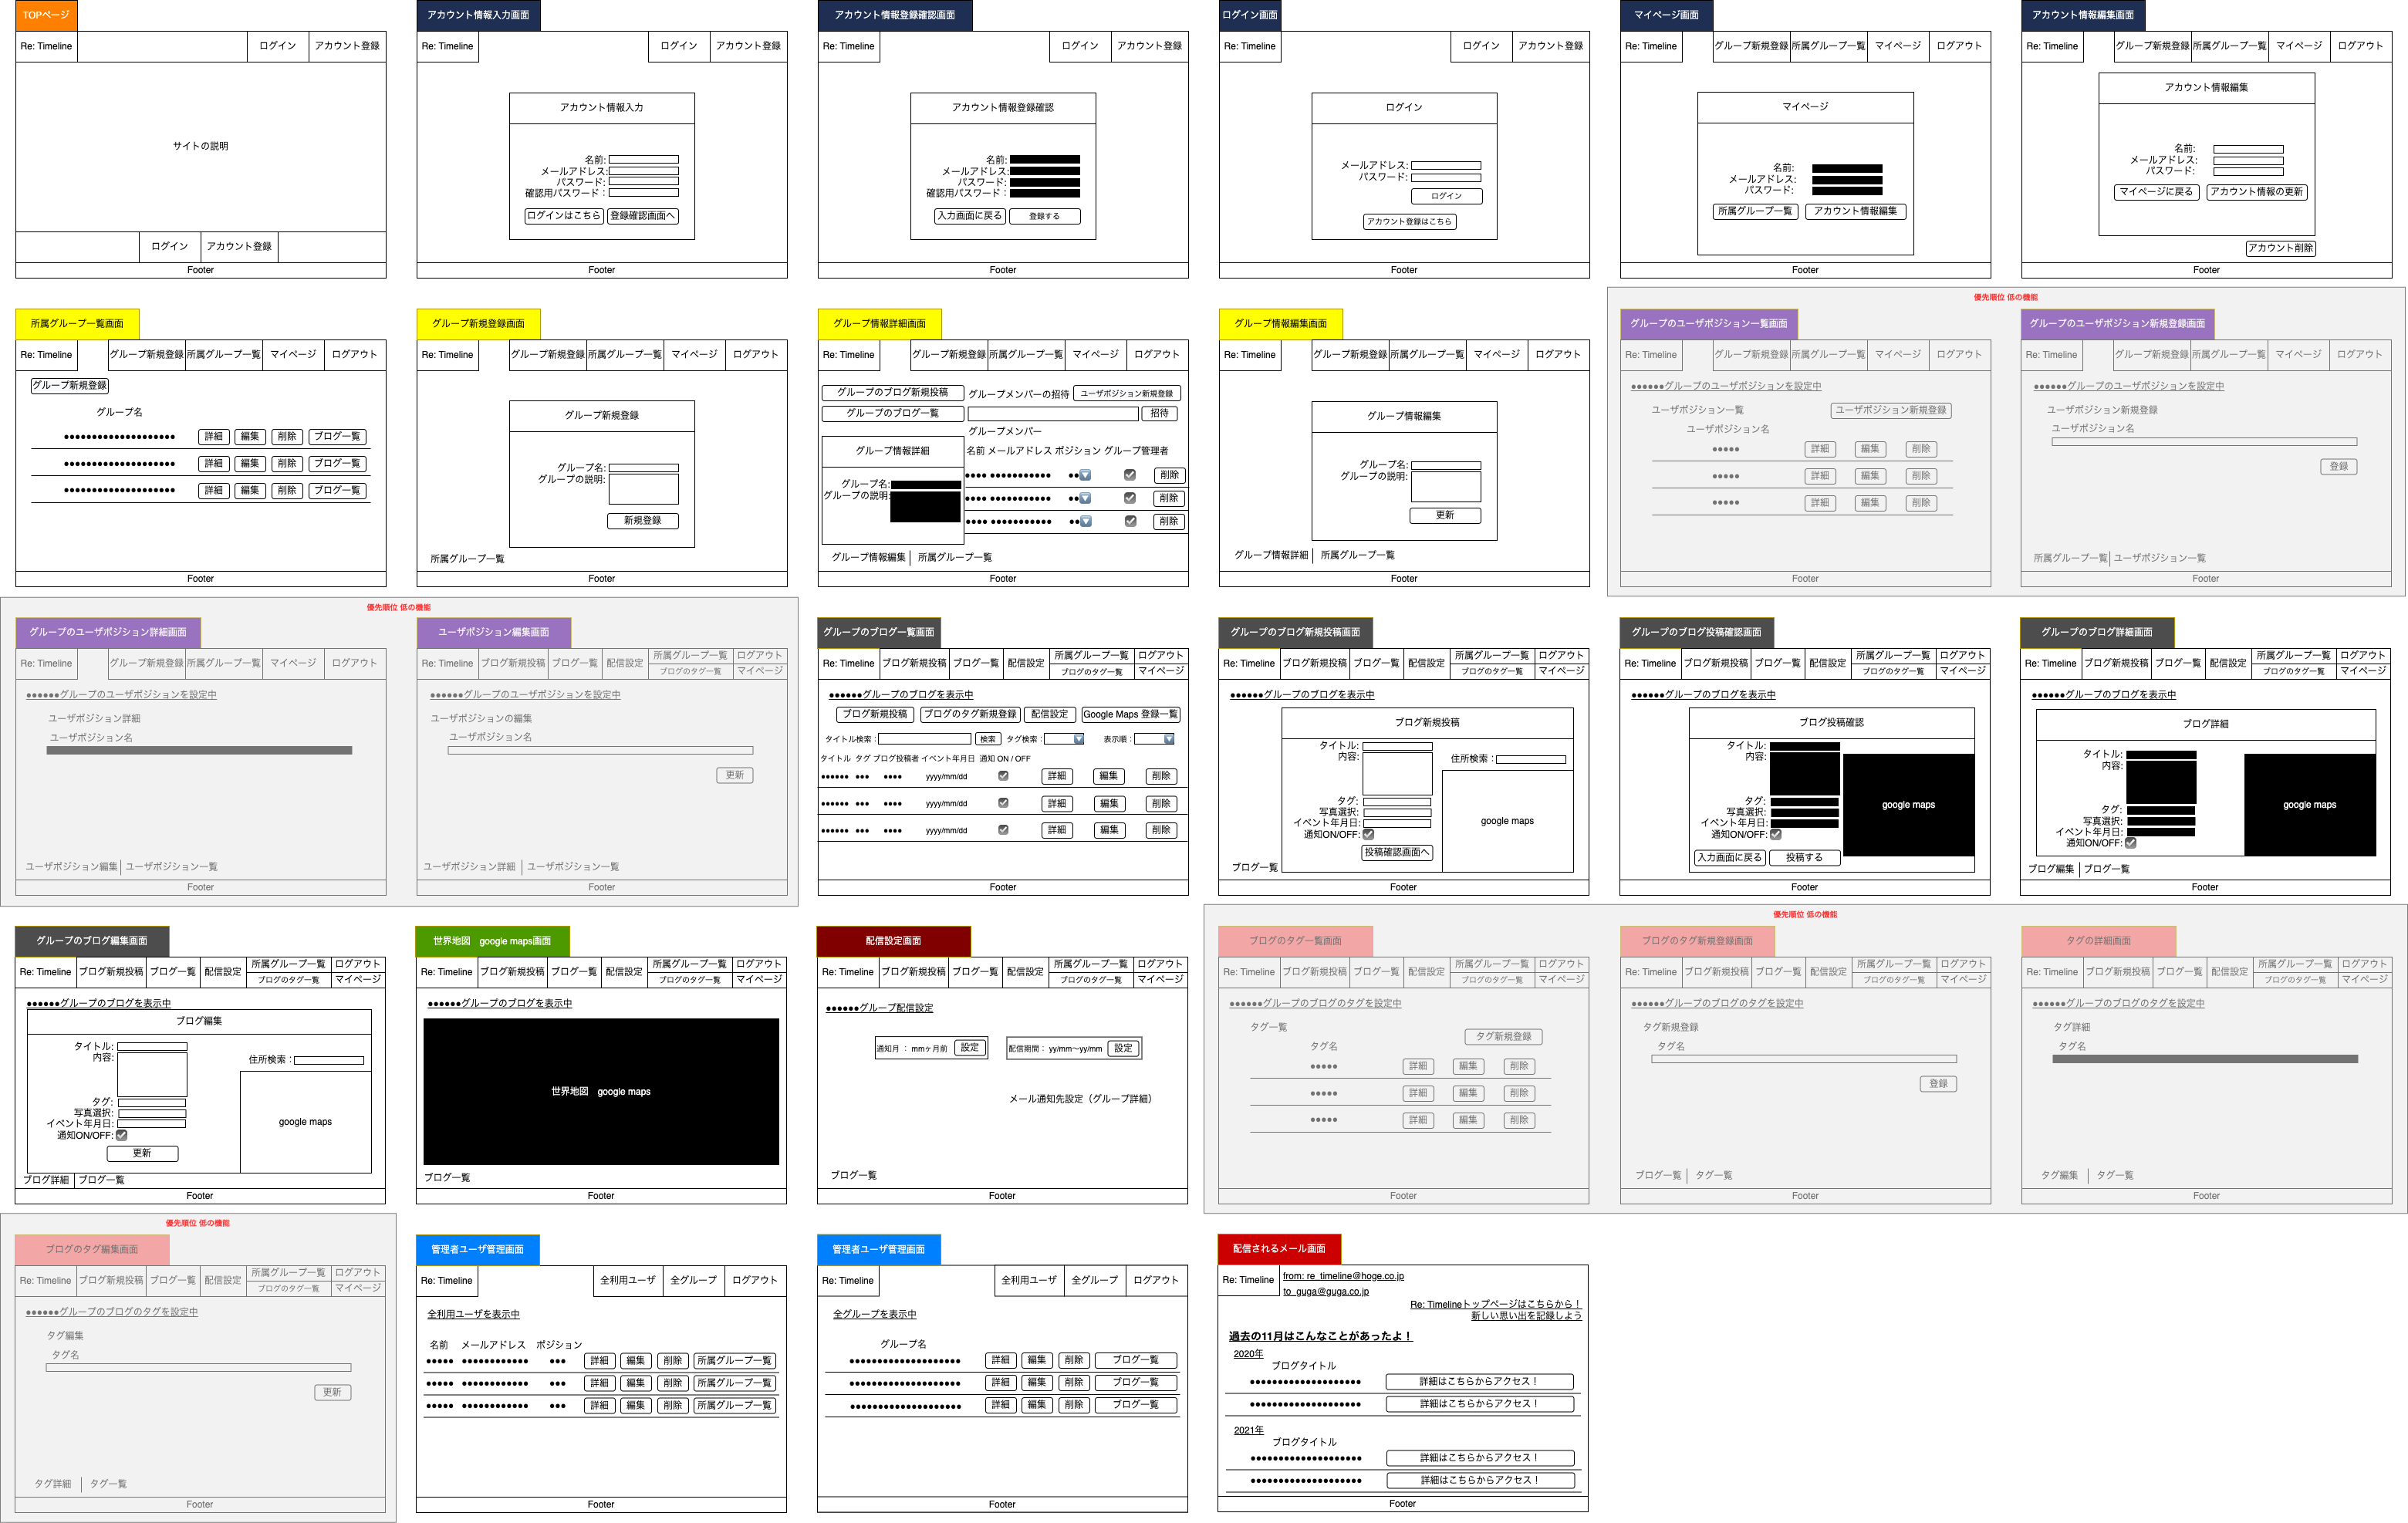 TOPページ
Re: Timeline
ログイン
アカウント登録
サイトの説明
ログイン
アカウント登録
Footer
アカウント情報入力画面
Re: Timeline
ログイン
アカウント登録
アカウント情報入力
名前:
メールアドレス:
パスワード:
確認用パスワード：
ログインはこちら
登録確認画面へ
Footer
アカウント情報登録確認画面
Re: Timeline
ログイン
アカウント登録
アカウント情報登録確認
名前:
メールアドレス:
パスワード:
確認用パスワード：
入力画面に戻る
登録する
Footer
ログイン画面
Re: Timeline
ログイン
アカウント登録
ログイン
メールアドレス:
パスワード:
ログイン
アカウント登録はこちら
Footer
マイページ画面
Re: Timeline
グループ新規登録
所属グループ一覧
マイページ
ログアウト
マイページ
名前:
メールアドレス:
パスワード:
所属グループ一覧
アカウント情報編集
Footer
アカウント情報編集画面
Re: Timeline
グループ新規登録
所属グループ一覧
マイページ
ログアウト
アカウント情報編集
名前:
メールアドレス:
パスワード:
マイページに戻る
アカウント情報の更新
アカウント削除
Footer
所属グループ一覧画面
Re: Timeline
グループ新規登録
所属グループ一覧
マイページ
ログアウト
グループ新規登録
グループ名
●●●●●●●●●●●●●●●●●●●● 詳細 編集 削除 ブログ一覧
●●●●●●●●●●●●●●●●●●●● 詳細 編集 削除 ブログ一覧
●●●●●●●●●●●●●●●●●●●● 詳細 編集 削除 ブログ一覧
Footer
グループ新規登録画面
Re: Timeline
グループ新規登録
所属グループ一覧
マイページ
ログアウト
グループ新規登録
グループ名:
グループの説明:
新規登録
所属グループ一覧
Footer
グループ情報詳細画面
Re: Timeline
グループ新規登録
所属グループ一覧
マイページ
ログアウト
グループのブログ新規投稿
グループのブログ一覧
グループメンバーの招待
ユーザポジション新規登録
招待
グループメンバー
グループ情報詳細
グループ名:
グループの説明:
名前 メールアドレス ポジション グループ管理者
●●●● ●●●●●●●●●●● ●● 削除
●●●● ●●●●●●●●●●● ●● 削除
●●●● ●●●●●●●●●●● ●● 削除
グループ情報編集
所属グループ一覧
Footer
グループ情報編集画面
Re: Timeline
グループ新規登録
所属グループ一覧
マイページ
ログアウト
グループ情報編集
グループ名:
グループの説明:
更新
グループ情報詳細
所属グループ一覧
Footer
優先順位 低の機能
グループのユーザポジション一覧画面
Re: Timeline
グループ新規登録
所属グループ一覧
マイページ
ログアウト
●●●●●●グループのユーザポジションを設定中
ユーザポジション一覧
ユーザポジション新規登録
ユーザポジション名
●●●●● 詳細 編集 削除
●●●●● 詳細 編集 削除
●●●●● 詳細 編集 削除
Footer
グループのユーザポジション新規登録画面
Re: Timeline
グループ新規登録
所属グループ一覧
マイページ
ログアウト
●●●●●●グループのユーザポジションを設定中
ユーザポジション新規登録
ユーザポジション名
登録
所属グループ一覧
ユーザポジション一覧
Footer
優先順位 低の機能
グループのユーザポジション詳細画面
Re: Timeline
グループ新規登録
所属グループ一覧
マイページ
ログアウト
●●●●●●グループのユーザポジションを設定中
ユーザポジション詳細
ユーザポジション名
ユーザポジション編集
ユーザポジション一覧
Footer
ユーザポジション編集画面
Re: Timeline
ブログ新規投稿
ブログ一覧
配信設定
所属グループ一覧
ログアウト
ブログのタグ一覧
マイページ
●●●●●●グループのユーザポジションを設定中
ユーザポジションの編集
ユーザポジション名
更新
ユーザポジション詳細
ユーザポジション一覧
Footer
グループのブログ一覧画面
Re: Timeline
ブログ新規投稿
ブログ一覧
配信設定
所属グループ一覧
ログアウト
ブログのタグ一覧
マイページ
●●●●●●グループのブログを表示中
ブログ新規投稿
ブログのタグ新規登録
配信設定
Google Maps 登録一覧
タイトル検索：
検索
タグ検索：
表示順：
タイトル タグ ブログ投稿者 イベント年月日 通知 ON / OFF
●●●●●● ●●● ●●●● yyyy/mm/dd 詳細 編集 削除
●●●●●● ●●● ●●●● yyyy/mm/dd 詳細 編集 削除
●●●●●● ●●● ●●●● yyyy/mm/dd 詳細 編集 削除
Footer
グループのブログ新規投稿画面
Re: Timeline
ブログ新規投稿
ブログ一覧
配信設定
所属グループ一覧
ログアウト
ブログのタグ一覧
マイページ
●●●●●●グループのブログを表示中
ブログ新規投稿
タイトル:
内容:
住所検索：
タグ:
写真選択:
イベント年月日:
通知ON/OFF:
投稿確認画面へ
google maps
ブログ一覧
Footer
グループのブログ投稿確認画面
Re: Timeline
ブログ新規投稿
ブログ一覧
配信設定
所属グループ一覧
ログアウト
ブログのタグ一覧
マイページ
●●●●●●グループのブログを表示中
ブログ投稿確認
タイトル:
内容:
タグ:
写真選択:
イベント年月日:
通知ON/OFF:
google maps
入力画面に戻る
投稿する
Footer
グループのブログ詳細画面
Re: Timeline
ブログ新規投稿
ブログ一覧
配信設定
所属グループ一覧
ログアウト
ブログのタグ一覧
マイページ
●●●●●●グループのブログを表示中
ブログ詳細
タイトル:
内容:
タグ:
写真選択:
イベント年月日:
通知ON/OFF:
google maps
ブログ編集
ブログ一覧
Footer
グループのブログ編集画面
Re: Timeline
ブログ新規投稿
ブログ一覧
配信設定
所属グループ一覧
ログアウト
ブログのタグ一覧
マイページ
●●●●●●グループのブログを表示中
ブログ編集
タイトル:
内容:
住所検索：
タグ:
写真選択:
イベント年月日:
通知ON/OFF:
更新
google maps
ブログ詳細
ブログ一覧
Footer
世界地図　google maps画面
Re: Timeline
ブログ新規投稿
ブログ一覧
配信設定
所属グループ一覧
ログアウト
ブログのタグ一覧
マイページ
●●●●●●グループのブログを表示中
世界地図　google maps
ブログ一覧
Footer
配信設定画面
Re: Timeline
ブログ新規投稿
ブログ一覧
配信設定
所属グループ一覧
ログアウト
ブログのタグ一覧
マイページ
●●●●●●グループ配信設定
通知月 ： mmヶ月前
設定
配信期間： yy/mm〜yy/mm
設定
メール通知先設定（グループ詳細）
ブログ一覧
Footer
優先順位 低の機能
ブログのタグ一覧画面
Re: Timeline
ブログ新規投稿
ブログ一覧
配信設定
所属グループ一覧
ログアウト
ブログのタグ一覧
マイページ
●●●●●●グループのブログのタグを設定中
タグ一覧
タグ新規登録
タグ名
●●●●● 詳細 編集 削除
●●●●● 詳細 編集 削除
●●●●● 詳細 編集 削除
Footer
ブログのタグ新規登録画面
Re: Timeline
ブログ新規投稿
ブログ一覧
配信設定
所属グループ一覧
ログアウト
ブログのタグ一覧
マイページ
●●●●●●グループのブログのタグを設定中
タグ新規登録
タグ名
登録
ブログ一覧
タグ一覧
Footer
タグの詳細画面
Re: Timeline
ブログ新規投稿
ブログ一覧
配信設定
所属グループ一覧
ログアウト
ブログのタグ一覧
マイページ
●●●●●●グループのブログのタグを設定中
タグ詳細
タグ名
タグ編集
タグ一覧
Footer
優先順位 低の機能
ブログのタグ編集画面
Re: Timeline
ブログ新規投稿
ブログ一覧
配信設定
所属グループ一覧
ログアウト
ブログのタグ一覧
マイページ
●●●●●●グループのブログのタグを設定中
タグ編集
タグ名
更新
タグ詳細
タグ一覧
Footer
管理者ユーザ管理画面
Re: Timeline
全利用ユーザ
全グループ
ログアウト
全利用ユーザを表示中
名前 メールアドレス ポジション
●●●●● ●●●●●●●●●●●● ●●● 詳細 編集 削除 所属グループ一覧
●●●●● ●●●●●●●●●●●● ●●● 詳細 編集 削除 所属グループ一覧
●●●●● ●●●●●●●●●●●● ●●● 詳細 編集 削除 所属グループ一覧
Footer
管理者ユーザ管理画面
Re: Timeline
全利用ユーザ
全グループ
ログアウト
全グループを表示中
グループ名
●●●●●●●●●●●●●●●●●●●● 詳細 編集 削除 ブログ一覧
●●●●●●●●●●●●●●●●●●●● 詳細 編集 削除 ブログ一覧
●●●●●●●●●●●●●●●●●●●● 詳細 編集 削除 ブログ一覧
Footer
配信されるメール画面
Re: Timeline
from: re_timeline@hoge.co.jp
to_guga@guga.co.jp
Re: Timelineトップページはこちらから！
新しい思い出を記録しよう
過去の11月はこんなことがあったよ！
2020年
ブログタイトル
●●●●●●●●●●●●●●●●●●●● 詳細はこちらからアクセス！
●●●●●●●●●●●●●●●●●●●● 詳細はこちらからアクセス！
2021年
ブログタイトル
●●●●●●●●●●●●●●●●●●●● 詳細はこちらからアクセス！
●●●●●●●●●●●●●●●●●●●● 詳細はこちらからアクセス！
Footer